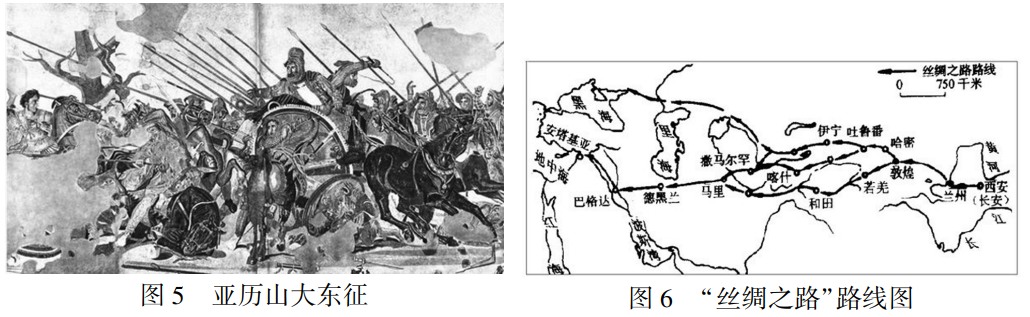 丝绸之路路线
0 750千米
黑海
里海
安塔基亚
地中海
伊宁
吐鲁番
哈密
撒马尔罕
喀什
敦煌
黄河
巴格达
德黑兰
马里
和田
若羌
兰州
西安
(长安)
波斯湾
海
长江
图5 亚历山大东征
图6 “丝绸之路”路线图